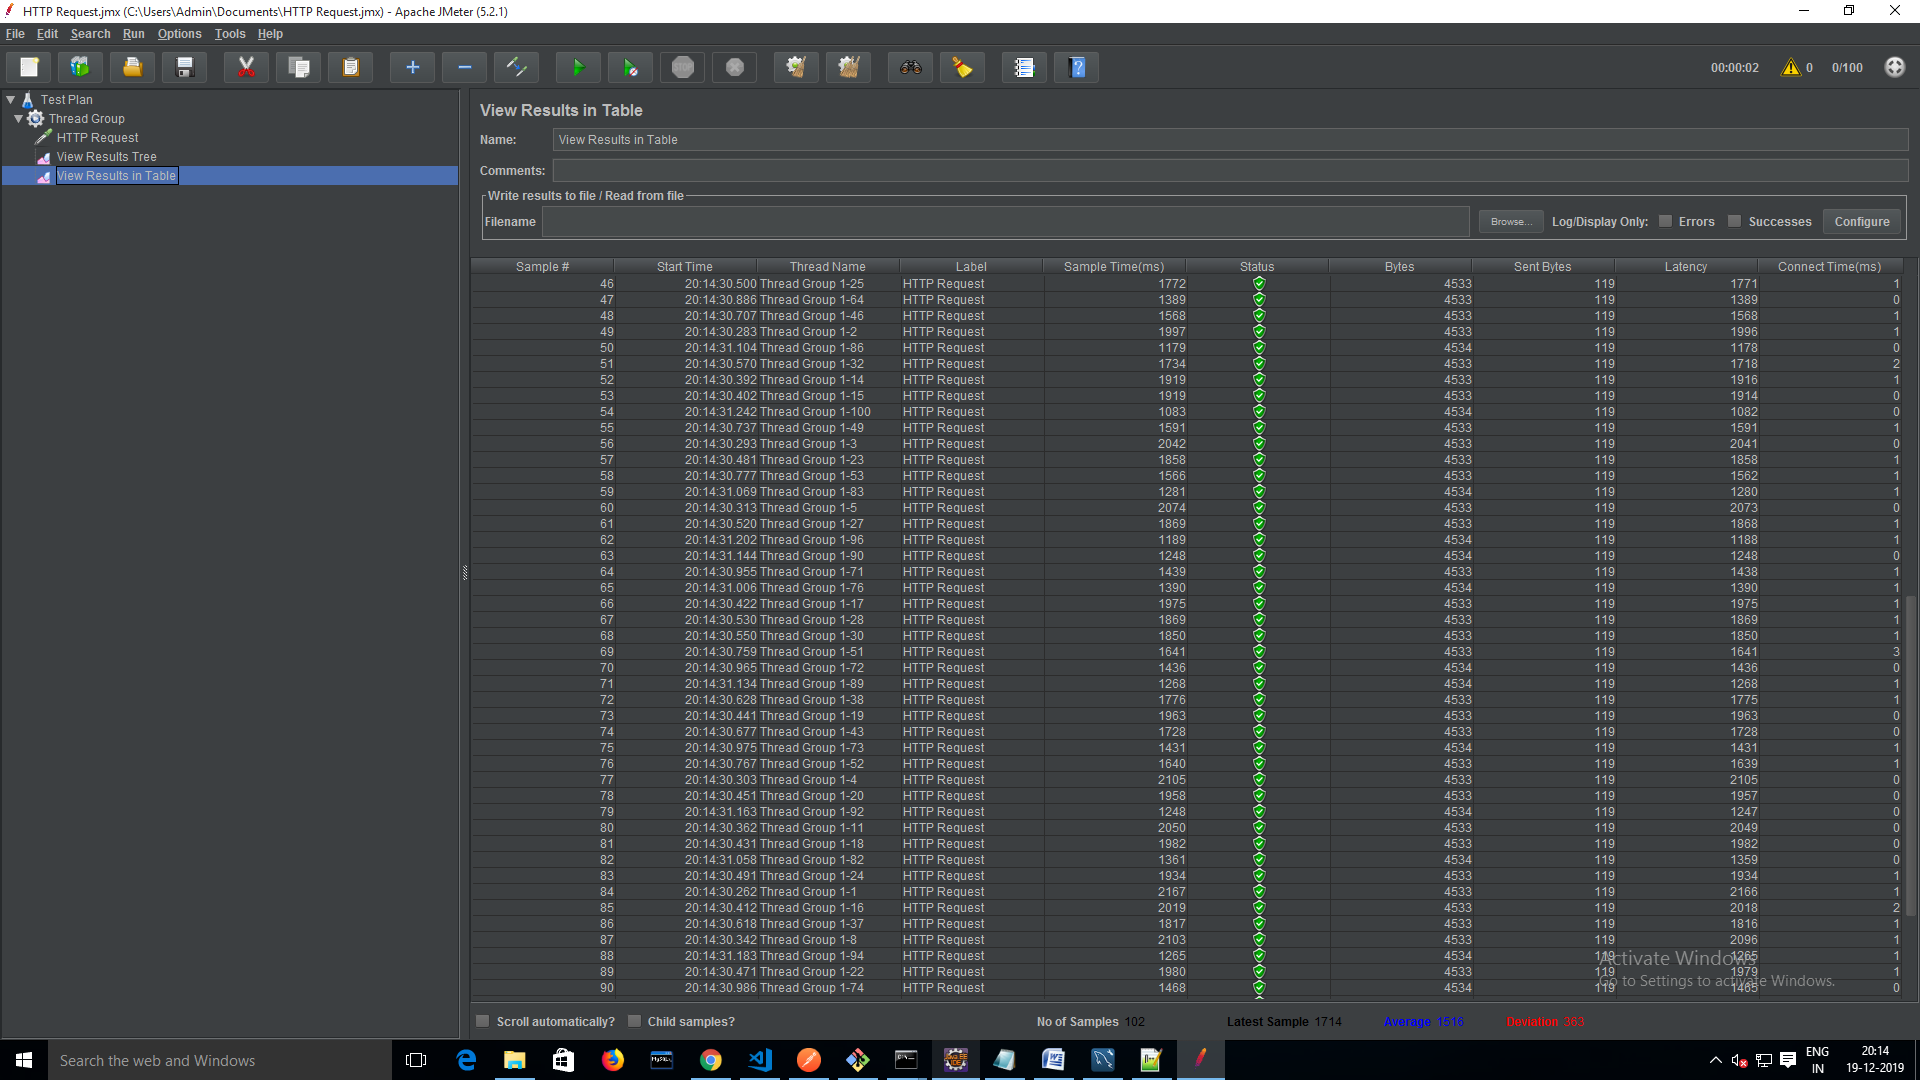 HTTP Request.jmx (C:\Users\Admin\Documents\HTTP Request.jmx) - Apache JMeter (5.2.1)
File Edit Search Run Options Tools Help
STOP 00:00:02 0 0/100
Test Plan
Thread Group
HTTP Request
View Results Tree
View Results in Table
View Results in Table
Name: View Results in Table
Comments:
Write results to file / Read from file
Filename Browse... Log/Display Only: Errors Successes Configure
Sample # Start Time Thread Name Label Sample Time(ms) Status Bytes Sent Bytes Latency Connect Time(ms)
46 20:14:30.500 Thread Group 1-25 HTTP Request 1772 4533 119 1771 1
47 20:14:30.886 Thread Group 1-64 HTTP Request 1389 4533 119 1389 0
48 20:14:30.707 Thread Group 1-46 HTTP Request 1568 4533 119 1568 1
49 20:14:30.283 Thread Group 1-2 HTTP Request 1997 4533 119 1996 1
50 20:14:31.104 Thread Group 1-86 HTTP Request 1179 4534 119 1178 0
51 20:14:30.570 Thread Group 1-32 HTTP Request 1734 4533 119 1718 2
52 20:14:30.392 Thread Group 1-14 HTTP Request 1919 4533 119 1916 1
53 20:14:30.402 Thread Group 1-15 HTTP Request 1919 4533 119 1914 0
54 20:14:31.242 Thread Group 1-100 HTTP Request 1083 4534 119 1082 0
55 20:14:30.737 Thread Group 1-49 HTTP Request 1591 4533 119 1591 1
56 20:14:30.293 Thread Group 1-3 HTTP Request 2042 4533 119 2041 0
57 20:14:30.481 Thread Group 1-23 HTTP Request 1858 4533 119 1858 1
58 20:14:30.777 Thread Group 1-53 HTTP Request 1566 4533 119 1562 1
59 20:14:31.069 Thread Group 1-83 HTTP Request 1281 4534 119 1280 1
60 20:14:30.313 Thread Group 1-5 HTTP Request 2074 4533 119 2073 0
61 20:14:30.520 Thread Group 1-27 HTTP Request 1869 4533 119 1868 1
62 20:14:31.202 Thread Group 1-96 HTTP Request 1189 4534 119 1188 1
63 20:14:31.144 Thread Group 1-90 HTTP Request 1248 4534 119 1248 0
64 20:14:30.955 Thread Group 1-71 HTTP Request 1439 4533 119 1438 1
65 20:14:31.006 Thread Group 1-76 HTTP Request 1390 4533 119 1390 1
66 20:14:30.422 Thread Group 1-17 HTTP Request 1975 4533 119 1975 1
67 20:14:30.530 Thread Group 1-28 HTTP Request 1869 4533 119 1869 1
68 20:14:30.550 Thread Group 1-30 HTTP Request 1850 4533 119 1850 1
69 20:14:30.759 Thread Group 1-51 HTTP Request 1641 4533 119 1641 3
70 20:14:30.965 Thread Group 1-72 HTTP Request 1436 4534 119 1436 0
71 20:14:31.134 Thread Group 1-89 HTTP Request 1268 4534 119 1268 1
72 20:14:30.628 Thread Group 1-38 HTTP Request 1776 4533 119 1775 1
73 20:14:30.441 Thread Group 1-19 HTTP Request 1963 4533 119 1963 0
74 20:14:30.677 Thread Group 1-43 HTTP Request 1728 4533 119 1728 0
75 20:14:30.975 Thread Group 1-73 HTTP Request 1431 4534 119 1431 1
76 20:14:30.767 Thread Group 1-52 HTTP Request 1640 4533 119 1639 1
77 20:14:30.303 Thread Group 1-4 HTTP Request 2105 4533 119 2105 0
78 20:14:30.451 Thread Group 1-20 HTTP Request 1958 4533 119 1957 0
79 20:14:31.163 Thread Group 1-92 HTTP Request 1248 4534 119 1247 0
80 20:14:30.362 Thread Group 1-11 HTTP Request 2050 4533 119 2049 0
81 20:14:30.431 Thread Group 1-18 HTTP Request 1982 4533 119 1982 0
82 20:14:31.058 Thread Group 1-82 HTTP Request 1361 4534 119 1359 0
83 20:14:30.491 Thread Group 1-24 HTTP Request 1934 4533 119 1934 1
84 20:14:30.262 Thread Group 1-1 HTTP Request 2167 4533 119 2166 1
85 20:14:30.412 Thread Group 1-16 HTTP Request 2019 4533 119 2018 2
86 20:14:30.618 Thread Group 1-37 HTTP Request 1817 4533 119 1816 1
87 20:14:30.342 Thread Group 1-8 HTTP Request 2103 4533 119 2096 1
88 20:14:31.183 Thread Group 1-94 HTTP Request 1265 4534 119 1265 1
89 20:14:30.471 Thread Group 1-22 HTTP Request 1980 4533 119 1979 1
90 20:14:30.986 Thread Group 1-74 HTTP Request 1468 4534 119 1465 0
Activate Windows
Go to Settings to activate Windows.
Scroll automatically? Child samples? No of Samples 102 Latest Sample 1714 Average 1516 Deviation 363
Search the web and Windows
MySQL
ENG
IN
20:14
19-12-2019